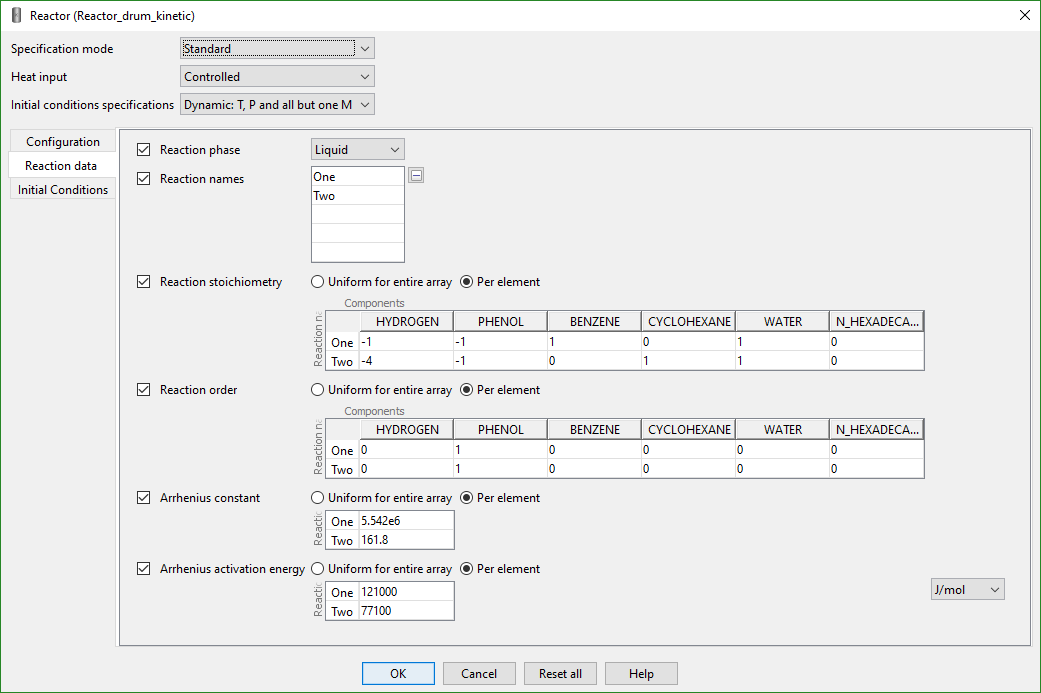 Reactor (Reactor_drum_kinetic)
Specification mode Standard
Heat input Controlled
Initial conditions specifications Dynamic: T, P and all but one M
Configuration
Reaction data
Initial Conditions
Reaction phase Liquid
Reaction names
One
Two
Reaction stoichiometry Uniform for entire array Per element
Components
Reaction n
HYDROGEN PHENOL BENZENE CYCLOHEXANE WATER N_HEXADECA...
One -1 -1 1 0 1 0
Two -4 -1 0 1 1 0
Reaction order Uniform for entire array Per element
Components
Reaction n
HYDROGEN PHENOL BENZENE CYCLOHEXANE WATER N_HEXADECA...
One 0 1 0 0 0 0
Two 0 1 0 0 0 0
Arrhenius constant Uniform for entire array Per element
Reactic
One 5.542e6
Two 161.8
Arrhenius activation energy Uniform for entire array Per element
Reactic
One 121000
Two 77100
J/mol
OK Cancel Reset all Help